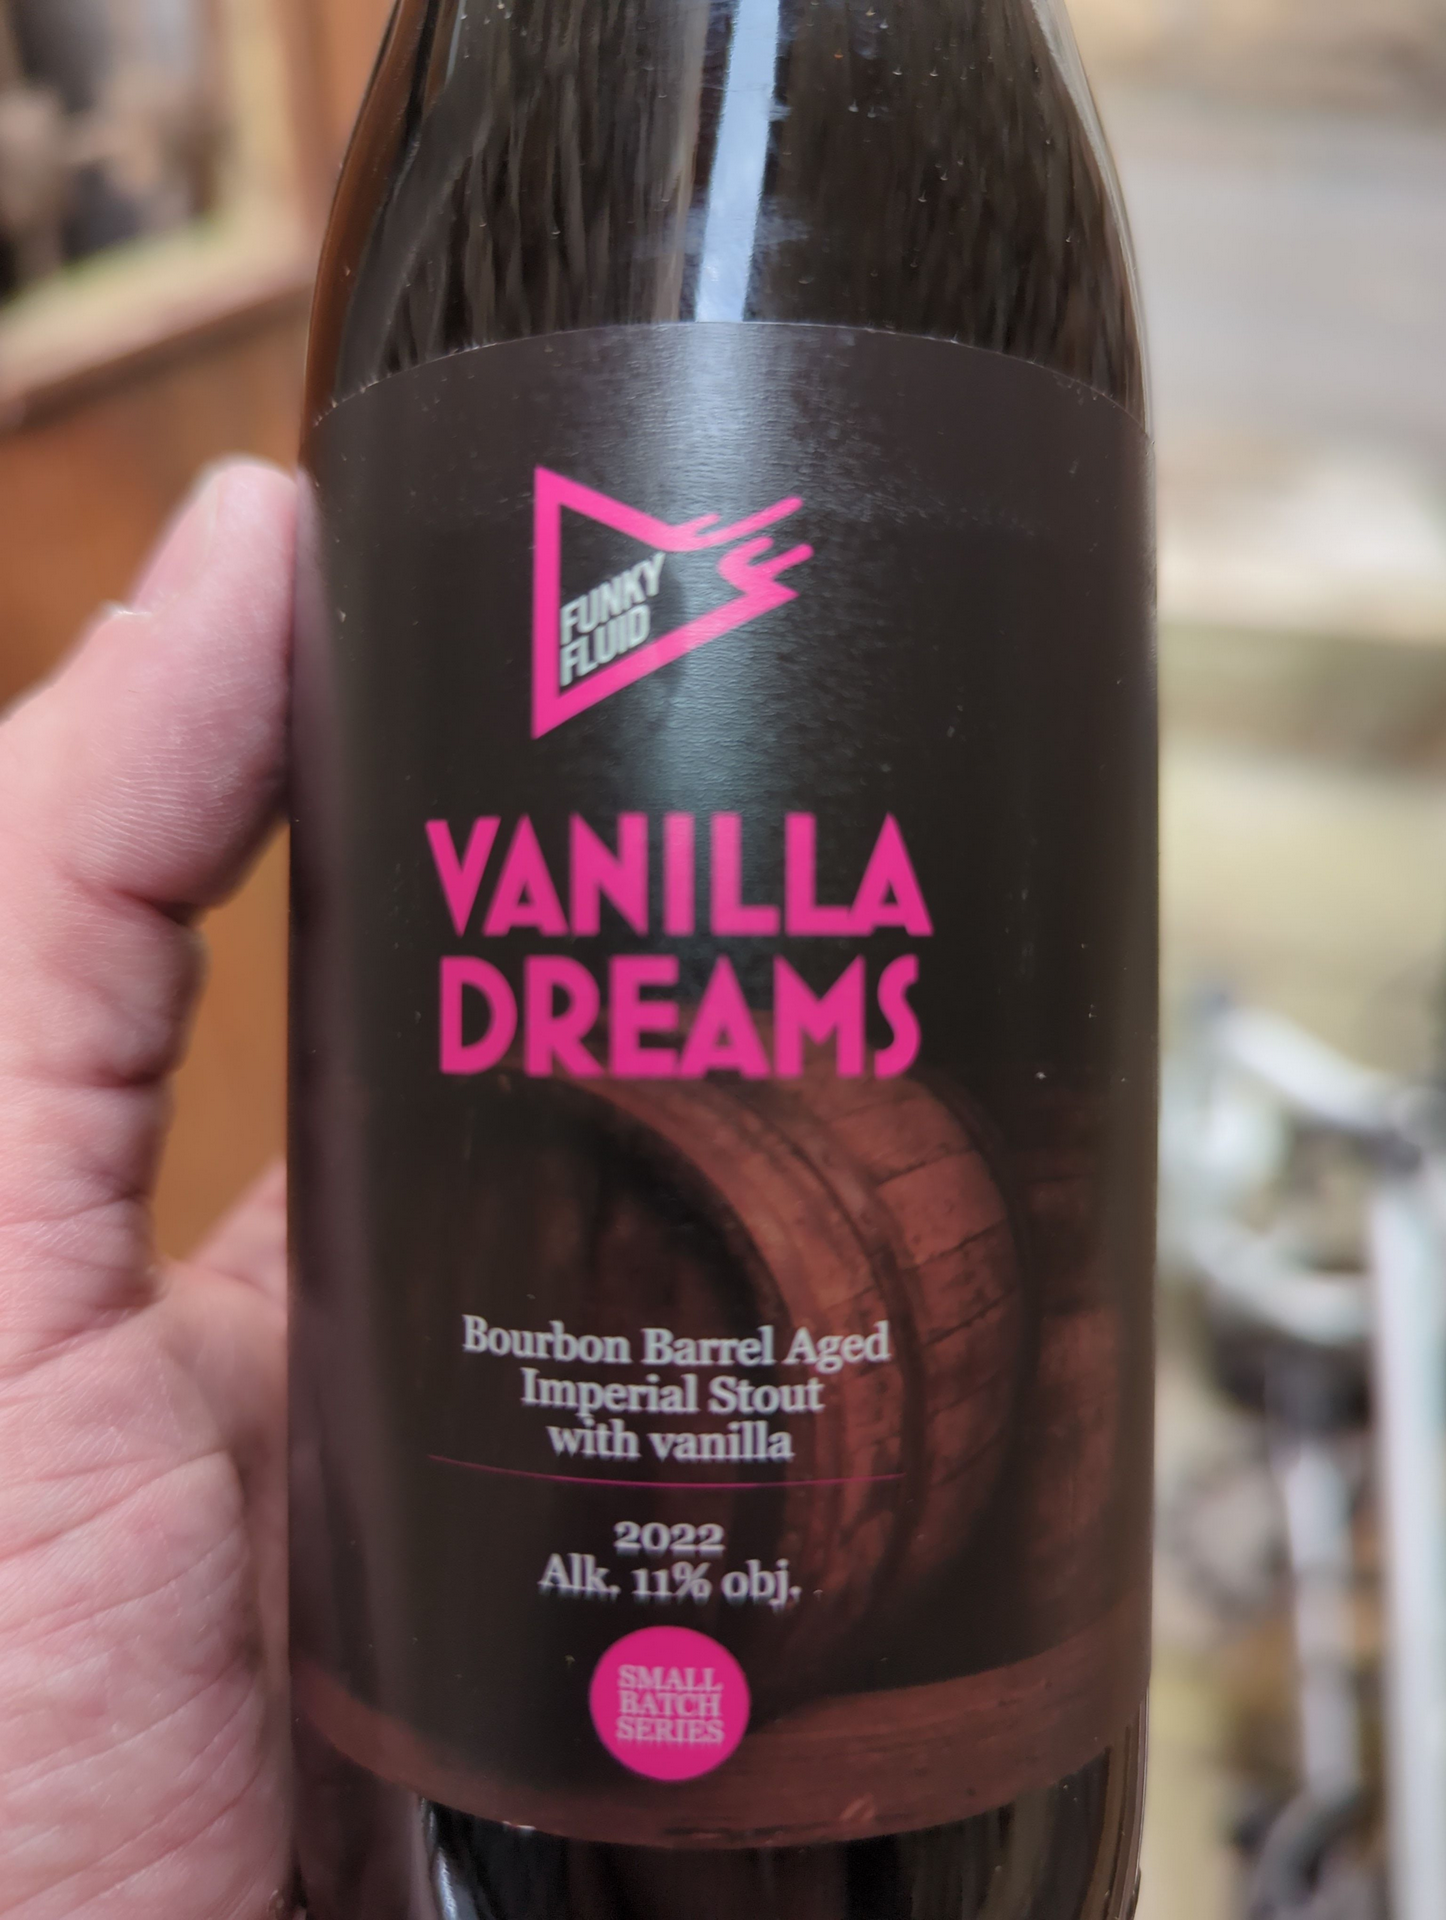 FUNKY
FLUID
VANILLA
DREAMS
Bourbon Barrel Aged
Imperial Stout
with vanilla
2022
Alk. 11% obj.
SMALL
BATCH
SERIES